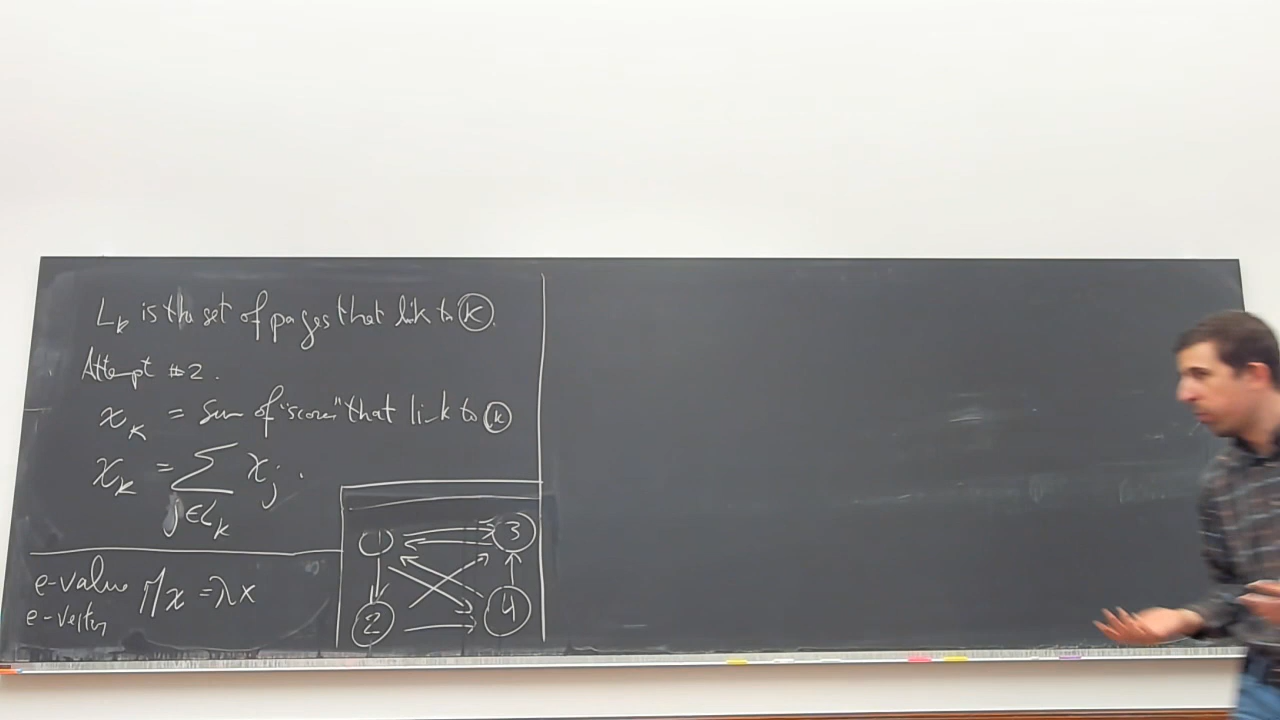 L_k is the set of pages that link to k.
Attempt #2.
x_k = sum of "scores" that link to k
x_k = ∑_{j∈L_k} x_j.
e-value Mx = λx
e-vector
1 3
2 4